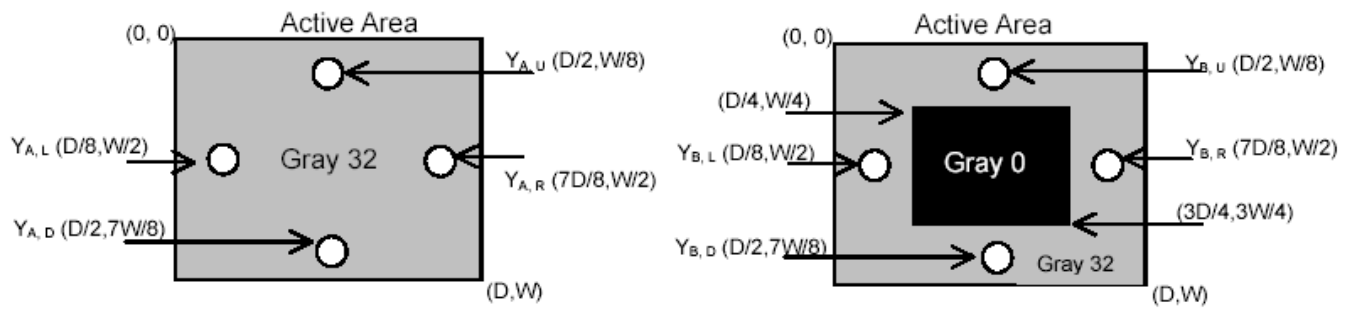 Active Area
(0, 0)
YA, U (D/2,W/8)
YA, L (D/8,W/2)
Gray 32
YA, R (7D/8,W/2)
YA, D (D/2,7W/8)
(D,W)
Active Area
(0, 0)
YB, U (D/2,W/8)
(D/4,W/4)
YB, L (D/8,W/2)
Gray 0
YB, R (7D/8,W/2)
(3D/4,3W/4)
YB, D (D/2,7W/8)
Gray 32
(D,W)